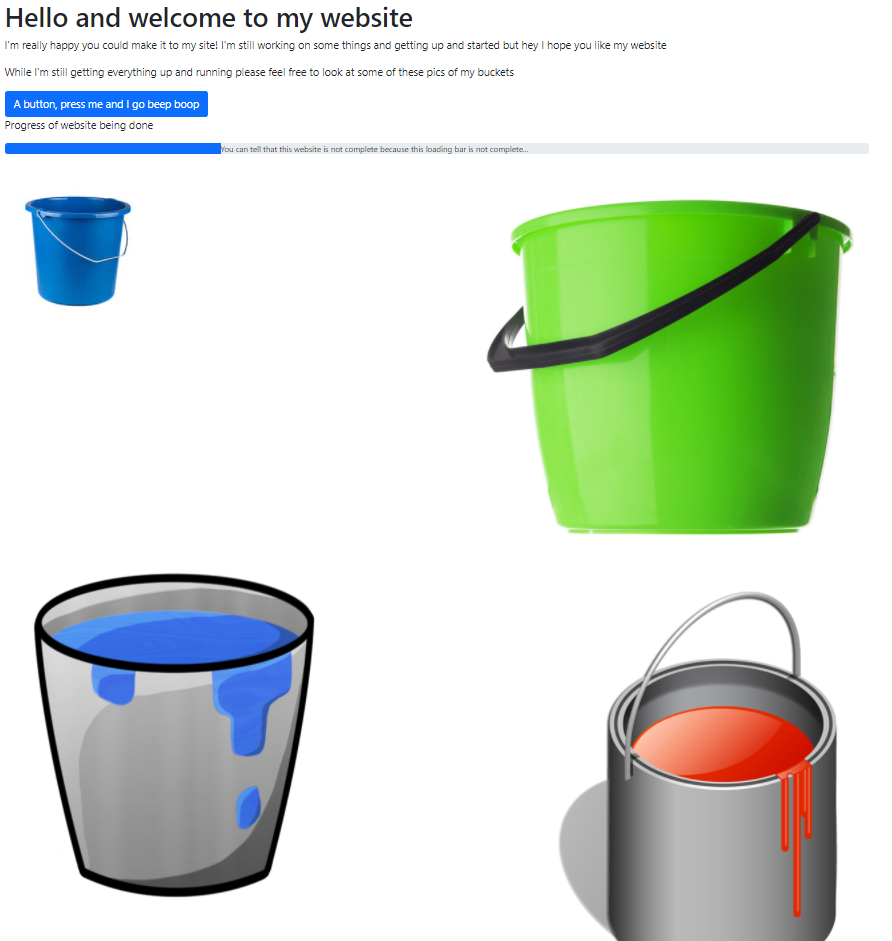 Hello and welcome to my website
I'm really happy you could make it to my site! I'm still working on some things and getting up and started but hey I hope you like my website
While I'm still getting everything up and running please feel free to look at some of these pics of my buckets
A button, press me and I go beep boop
Progress of website being done
You can tell that this website is not complete because this loading bar is not complete...